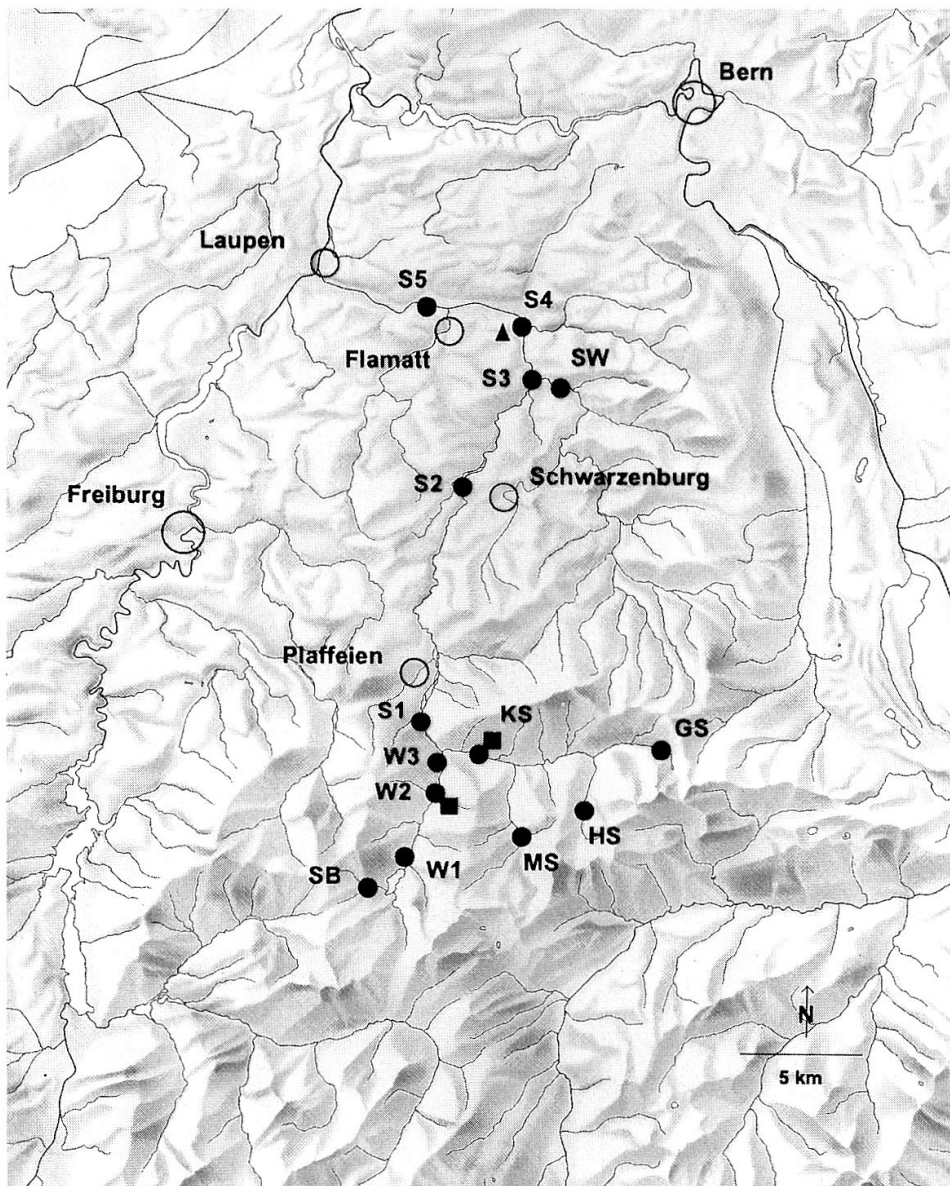 Bern
Laupen
S5
S4
Flamatt
SW
S3
Schwarzenburg
S2
Freiburg
Plaffeien
S1
KS
GS
W3
W2
HS
MS
W1
SB
N
5 km